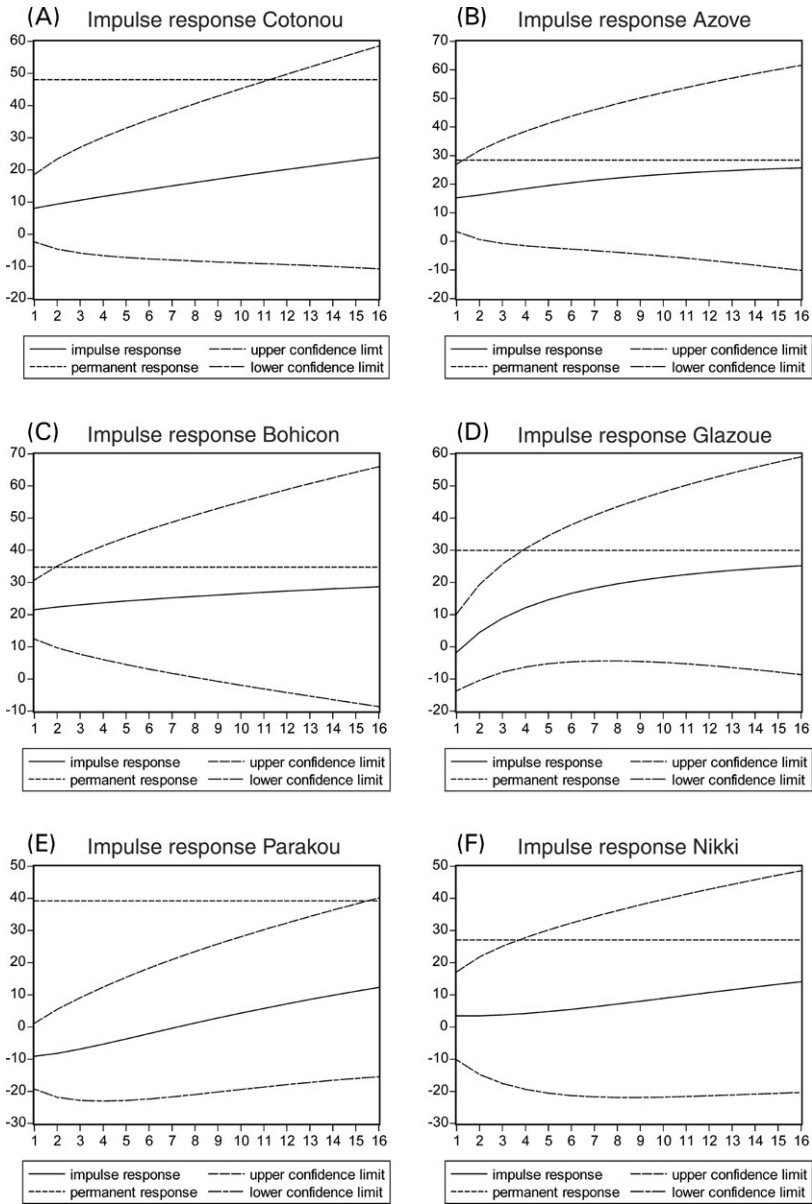 (A) Impulse response Cotonou
60
50
40
30
20
10
0
-10
-20
1 2 3 4 5 6 7 8 9 10 11 12 13 14 15 16
impulse response upper confidence limt
permanent response lower confidence limit
(B) Impulse response Azove
70
60
50
40
30
20
10
0
-10
-20
1 2 3 4 5 6 7 8 9 10 11 12 13 14 15 16
impulse response upper confidence limit
permanent response lower confidence limit
(C) Impulse response Bohicon
70
60
50
40
30
20
10
0
-10
1 2 3 4 5 6 7 8 9 10 11 12 13 14 15 16
impulse response upper confidence limit
permanent response lower confidence limit
(D) Impulse response Glazoue
60
50
40
30
20
10
0
-10
-20
1 2 3 4 5 6 7 8 9 10 11 12 13 14 15 16
impulse response upper confidence limit
permanent response lower confidence limit
(E) Impulse response Parakou
50
40
30
20
10
0
-10
-20
-30
1 2 3 4 5 6 7 8 9 10 11 12 13 14 15 16
impulse response upper confidence limit
permanent response lower confidence limit
(F) Impulse response Nikki
50
40
30
20
10
0
-10
-20
-30
1 2 3 4 5 6 7 8 9 10 11 12 13 14 15 16
impulse response upper confidence limit
permanent response lower confidence limit